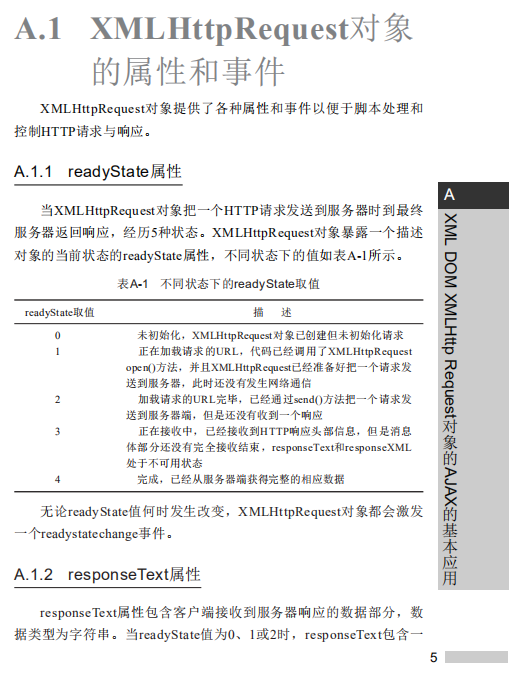 A.1 XMLHttpRequest对象
的属性和事件
XMLHttpRequest对象提供了各种属性和事件以便于脚本处理和
控制HTTP请求与响应。
A.1.1 readyState属性
当XMLHttpRequest对象把一个HTTP请求发送到服务器时到最终
服务器返回响应，经历5种状态。XMLHttpRequest对象暴露一个描述
对象的当前状态的readyState属性，不同状态下的值如表A-1所示。
表A-1 不同状态下的readyState取值
readyState取值 描 述
0 未初始化，XMLHttpRequest对象已创建但未初始化请求
1 正在加载请求的URL，代码已经调用了XMLHttpRequest
open()方法，并且XMLHttpRequest已经准备好把一个请求发
送到服务器，此时还没有发生网络通信
2 加载请求的URL完毕，已经通过send()方法把一个请求发
送到服务器端，但是还没有收到一个响应
3 正在接收中，已经接收到HTTP响应头部信息，但是消息
体部分还没有完全接收结束，responseText和responseXML
处于不可用状态
4 完成，已经从服务器端获得完整的相应数据
无论readyState值何时发生改变，XMLHttpRequest对象都会激发
一个readystatechange事件。
A.1.2 responseText属性
responseText属性包含客户端接收到服务器响应的数据部分，数
据类型为字符串。当readyState值为0、1或2时，responseText包含一
A
XML DOM XMLHttp Request对象的AJAX的基本应用
5